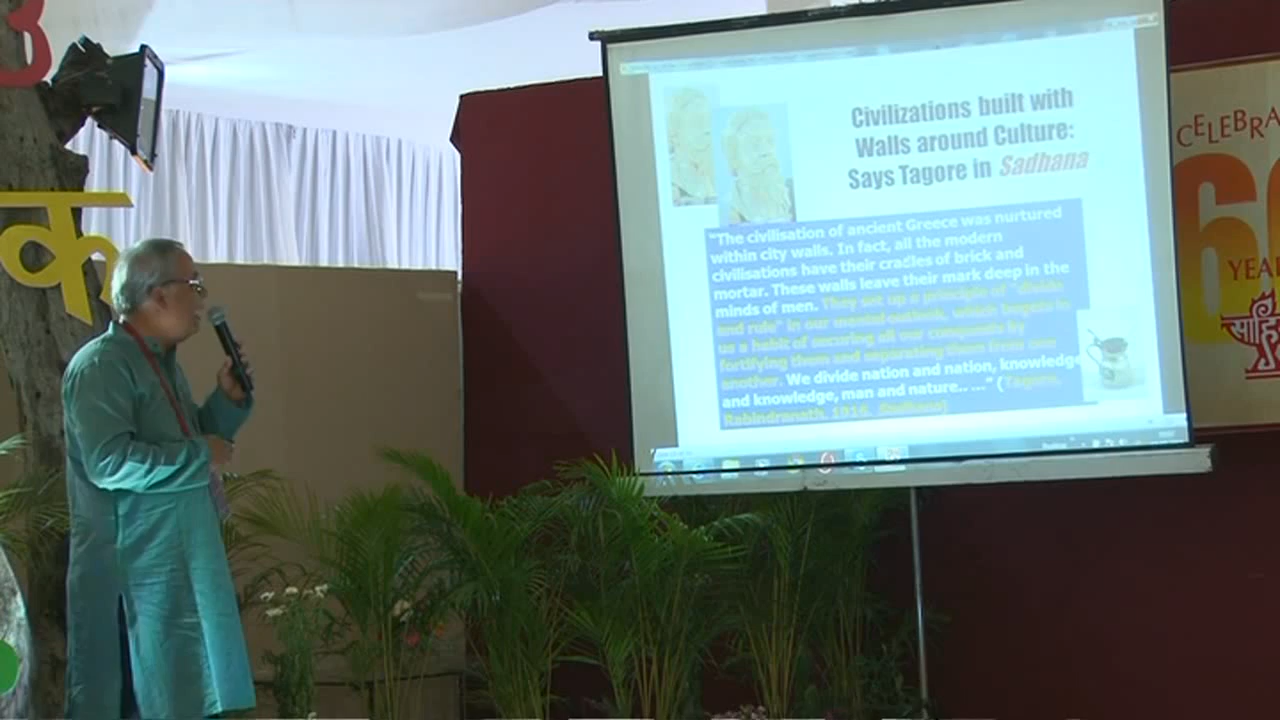 क
Civilizations built with
Walls around Culture:
Says Tagore in Sadhana
"The civilisation of ancient Greece was nurtured
within city walls. In fact, all the modern
civilisations have their cradles of brick and
mortar. These walls leave their mark deep in the
minds of men. They set up a principle of "divide
and rule" in our mental outlook, which begets in
us a habit of securing all our conquests by
fortifying them and separating them from one
another. We divide nation and nation, knowledge
and knowledge, man and nature.. ..." (Tagore,
Rabindranath. 1916. Sadhana)
CELEBRA
60
YEA
साहि